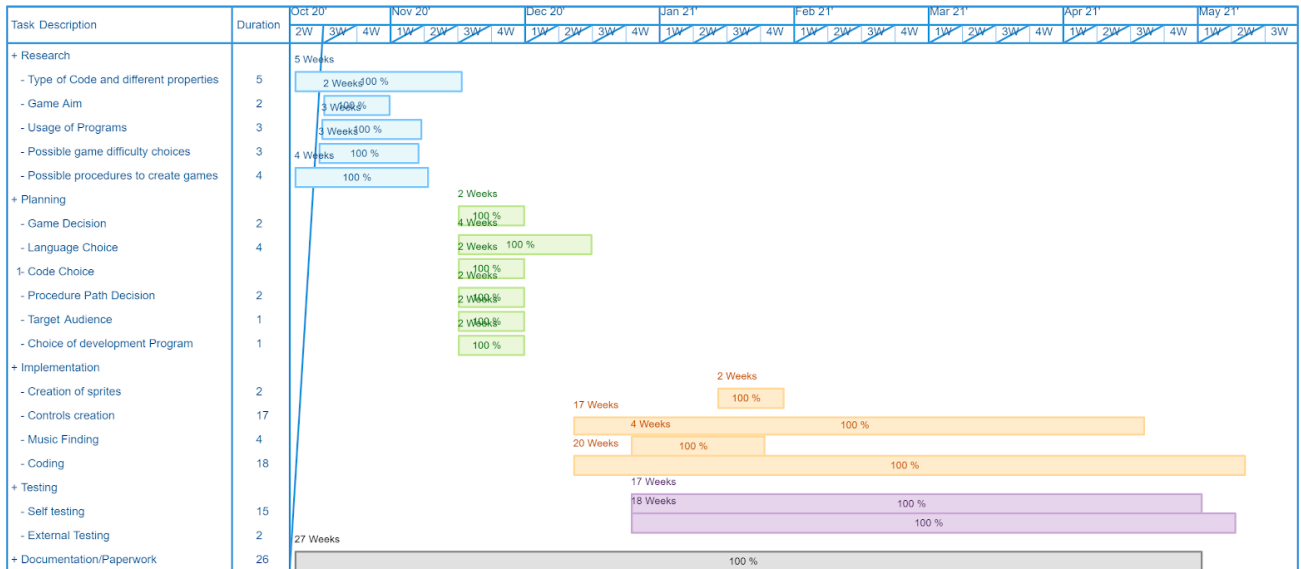 Task Description Duration Oct 20' Nov 20' Dec 20' Jan 21' Feb 21' Mar 21' Apr 21' May 21'
2W 3W 4W 1W 2W 3W 4W 1W 2W 3W 4W 1W 2W 3W 4W 1W 2W 3W 4W 1W 2W 3W 4W 1W 2W 3W 4W 1W 2W 3W
+ Research
5 Weeks
- Type of Code and different properties 5 100 %
2 Weeks
- Game Aim 2 100 %
3 Weeks
- Usage of Programs 3 100 %
3 Weeks
- Possible game difficulty choices 3 100 %
4 Weeks
- Possible procedures to create games 4 100 %
+ Planning
2 Weeks
- Game Decision 2 100 %
4 Weeks
- Language Choice 4 100 %
2 Weeks
1- Code Choice 100 %
2 Weeks
- Procedure Path Decision 2 100 %
2 Weeks
- Target Audience 1 100 %
2 Weeks
- Choice of development Program 1 100 %
+ Implementation
2 Weeks
- Creation of sprites 2 100 %
17 Weeks
- Controls creation 17 100 %
4 Weeks
- Music Finding 4 100 %
20 Weeks
- Coding 18 100 %
+ Testing
17 Weeks
- Self testing 15 100 %
18 Weeks
- External Testing 2 100 %
27 Weeks
+ Documentation/Paperwork 26 100 %